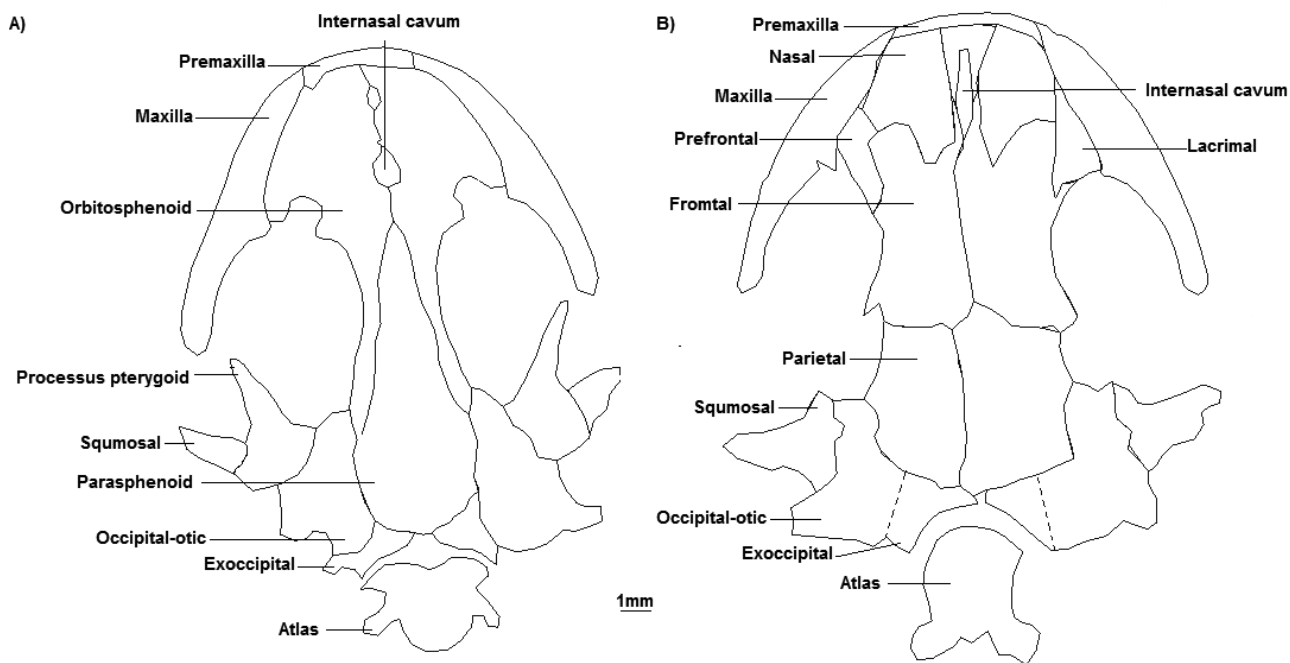 A)
Internasal cavum
Premaxilla
Maxilla
Orbitosphenoid
Processus pterygoid
Squmosal
Parasphenoid
Occipital-otic
Exoccipital
Atlas
1mm
B)
Premaxilla
Nasal
Maxilla
Internasal cavum
Prefrontal
Lacrimal
Fromtal
Parietal
Squmosal
Occipital-otic
Exoccipital
Atlas